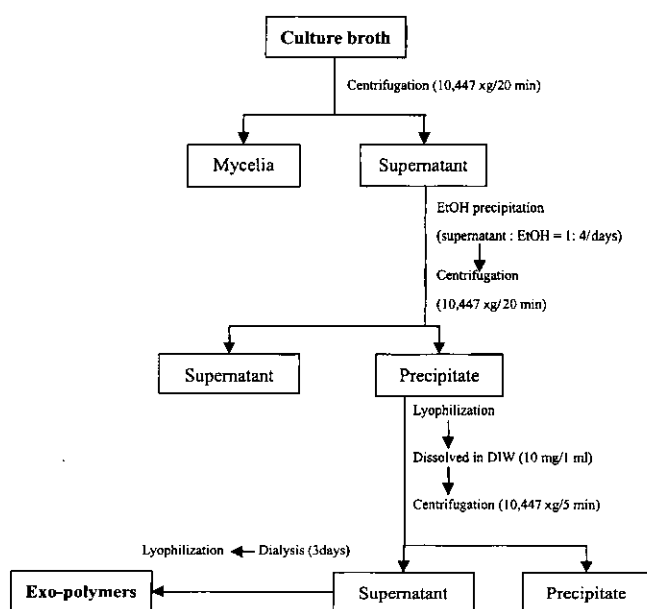 Culture broth
Centrifugation (10,447 xg/20 min)
Mycelia
Supernatant
EtOH precipitation
(supernatant : EtOH = 1: 4/days)
Centrifugation
(10,447 xg/20 min)
Supernatant
Precipitate
Lyophilization
Dissolved in DIW (10 mg/1 ml)
Centrifugation (10,447 xg/5 min)
Lyophilization
Dialysis (3days)
Exo-polymers
Supernatant
Precipitate